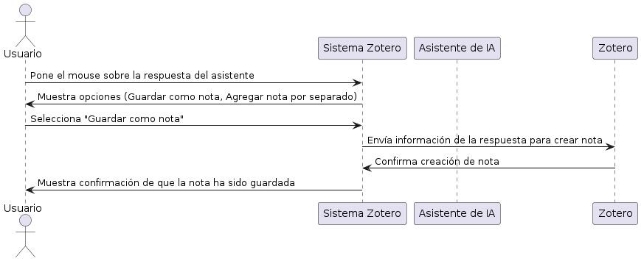 Usuario
Sistema Zotero
Asistente de IA
Zotero
Pone el mouse sobre la respuesta del asistente
Muestra opciones (Guardar como nota, Agregar nota por separado)
Selecciona "Guardar como nota"
Envía información de la respuesta para crear nota
Confirma creación de nota
Muestra confirmación de que la nota ha sido guardada
Usuario
Sistema Zotero
Asistente de IA
Zotero